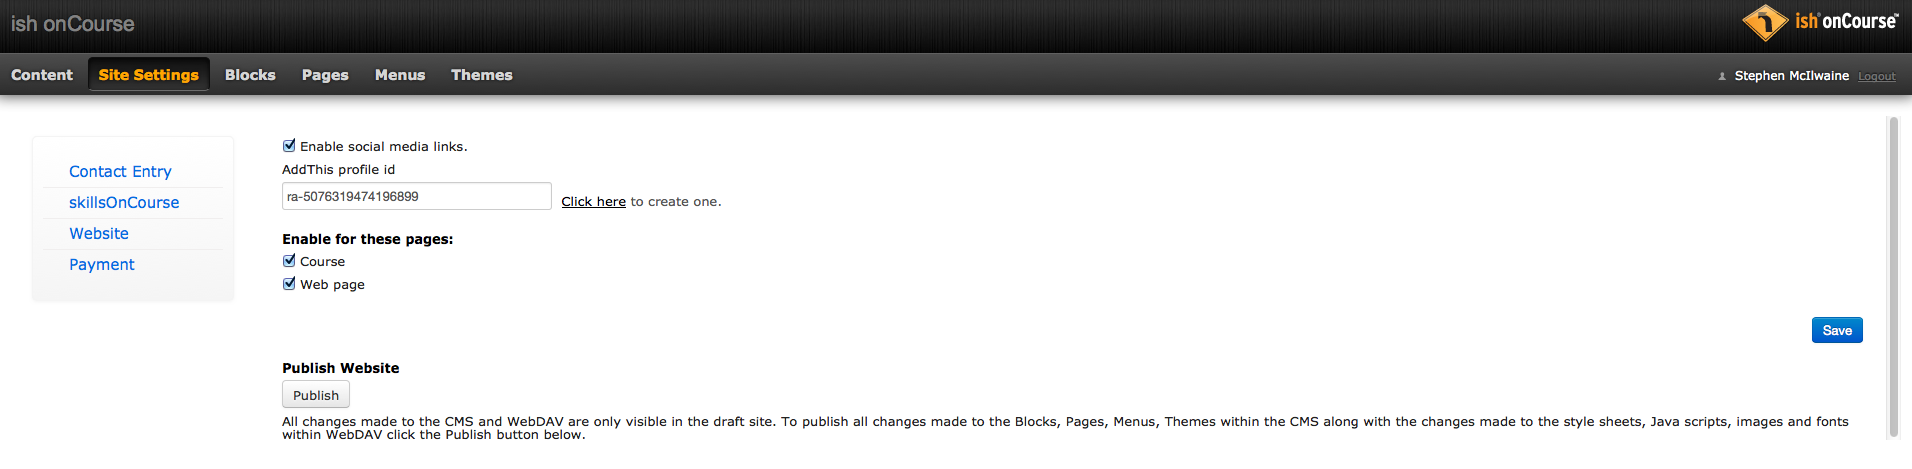 ish onCourse
ish® onCourse™
Content Site Settings Blocks Pages Menus Themes Stephen McIlwaine Logout
Contact Entry
skillsOnCourse
Website
Payment
Enable social media links.
AddThis profile id
ra-5076319474196899 Click here to create one.
Enable for these pages:
Course
Web page
Save
Publish Website
Publish
All changes made to the CMS and WebDAV are only visible in the draft site. To publish all changes made to the Blocks, Pages, Menus, Themes within the CMS along with the changes made to the style sheets, Java scripts, images and fonts
within WebDAV click the Publish button below.